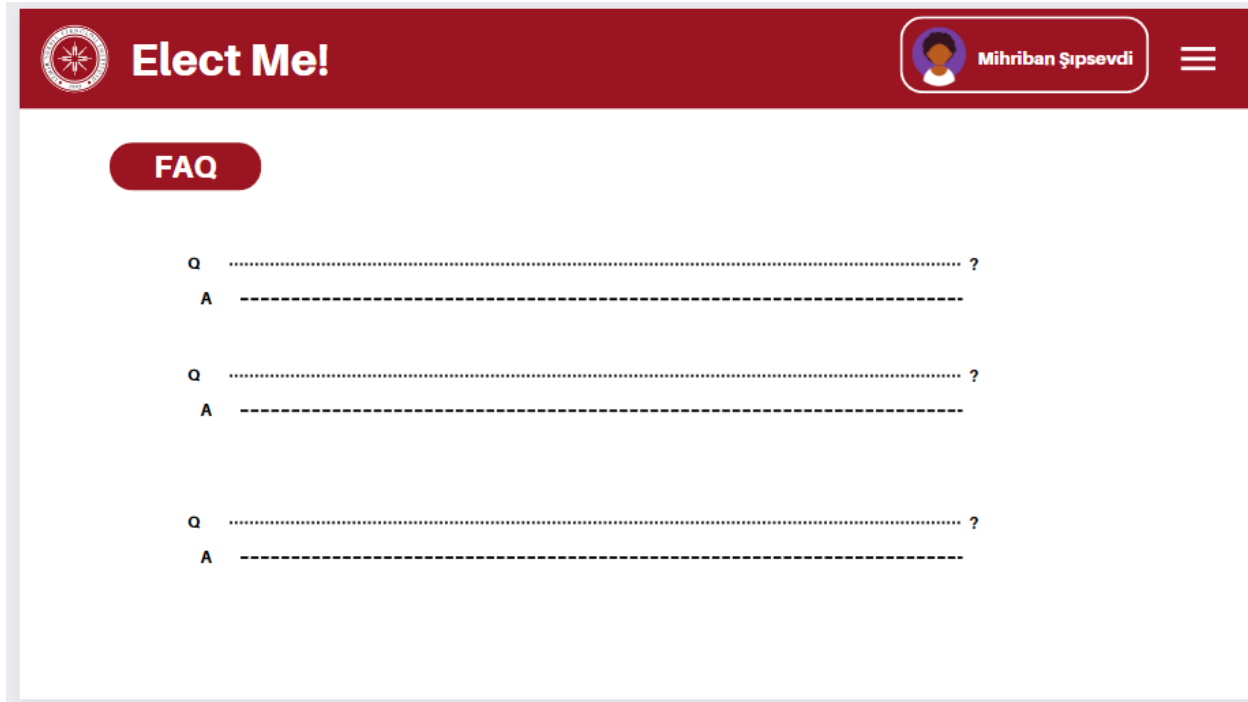 Elect Me!
Mihriban Şıpsevdi
FAQ
Q ........................................................................ ?
A ------------------------------------------------------------------------
Q ........................................................................ ?
A ------------------------------------------------------------------------
Q ........................................................................ ?
A ------------------------------------------------------------------------